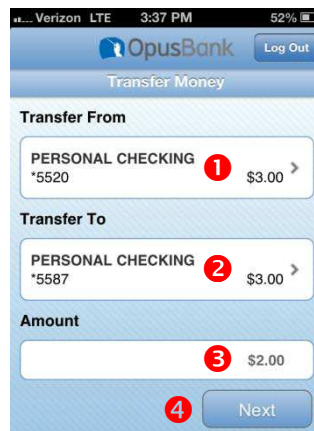 Verizon LTE 3:37 PM 52%
OpusBank Log Out
Transfer Money
Transfer From
PERSONAL CHECKING 1
*5520 $3.00 >
Transfer To
PERSONAL CHECKING 2
*5587 $3.00 >
Amount
3 $2.00
4 Next